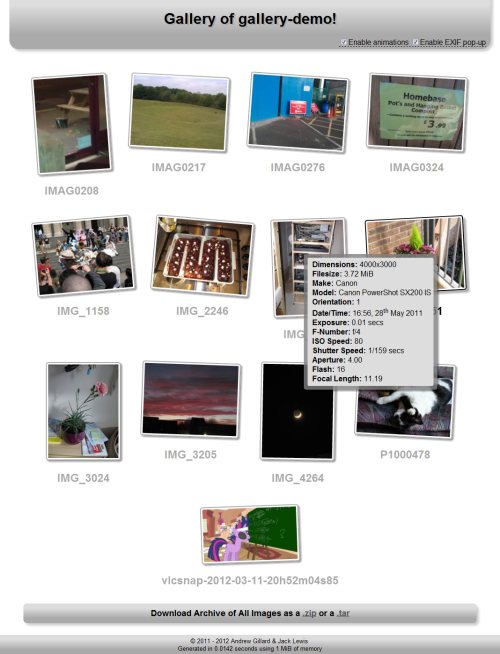 Gallery of gallery-demo!
Enable animations Enable EXIF pop-up
Homebase
Pot's and Hanging Basket
Compost
£3.99
IMAG0217 IMAG0276 IMAG0324
IMAG0208
Dimensions: 4000x3000
Filesize: 3.72 MiB
Make: Canon
Model: Canon PowerShot SX200 IS
Orientation: 1
Date/Time: 16:56, 28th May 2011
Exposure: 0.01 secs
F-Number: f/4
ISO Speed: 80
Shutter Speed: 1/159 secs
Aperture: 4.00
Flash: 16
Focal Length: 11.19
IMG_1158 IMG_2246
IMG_3024 IMG_3205 IMG_4264 P1000478
vlcsnap-2012-03-11-20h52m04s85
Download Archive of All Images as a .zip or a .tar
© 2011 - 2012 Andrew Gillard & Jack Lewis
Generated in 0.0142 seconds using 1 MiB of memory